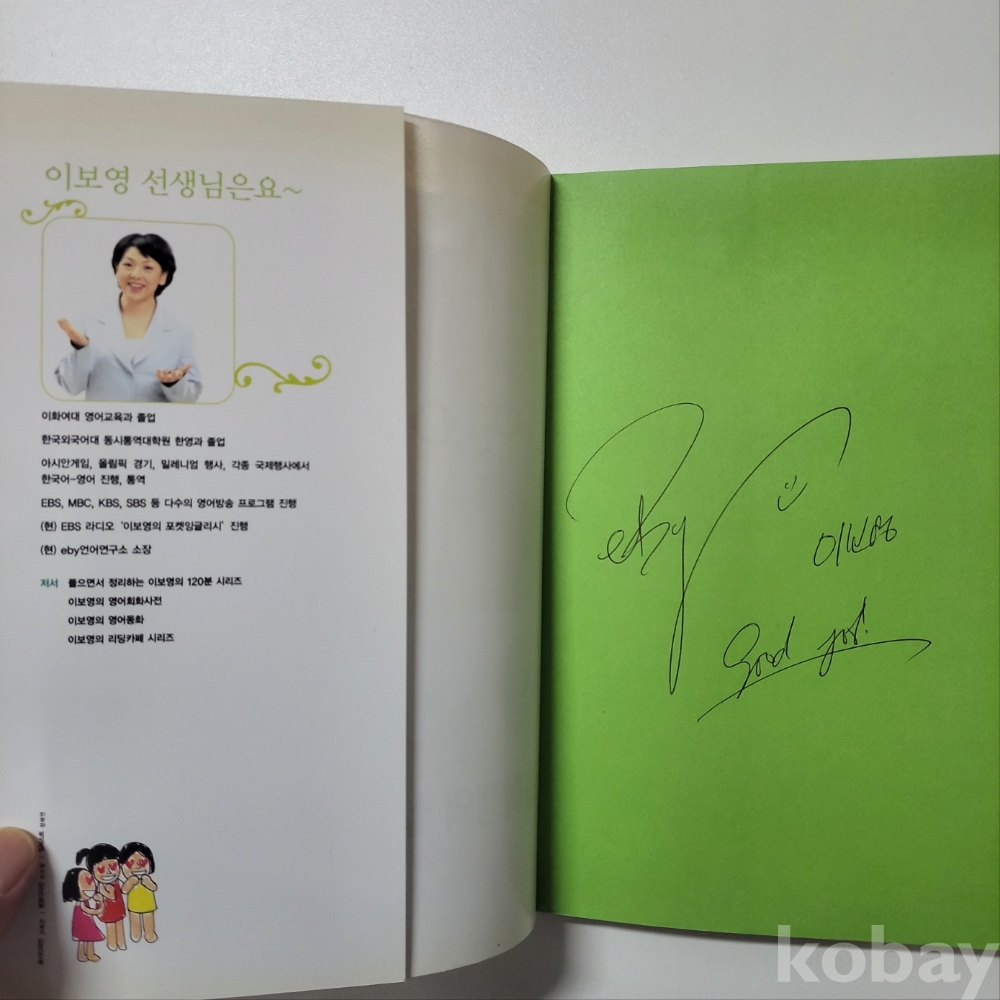 이보영 선생님은요~
이화여대 영어교육과 졸업
한국외국어대 동시통역대학원 한영과 졸업
아시안게임, 올림픽 경기, 밀레니엄 행사, 각종 국제행사에서
한국어-영어 진행, 통역
EBS, MBC, KBS, SBS 등 다수의 영어방송 프로그램 진행
(현) EBS 라디오 '이보영의 포켓잉글리시' 진행
(현) eby언어연구소 소장
저서 들으면서 정리하는 이보영의 120분 시리즈
이보영의 영어회화사전
이보영의 영어동화
이보영의 리딩카페 시리즈
eby
이보영
Good job!
kobay